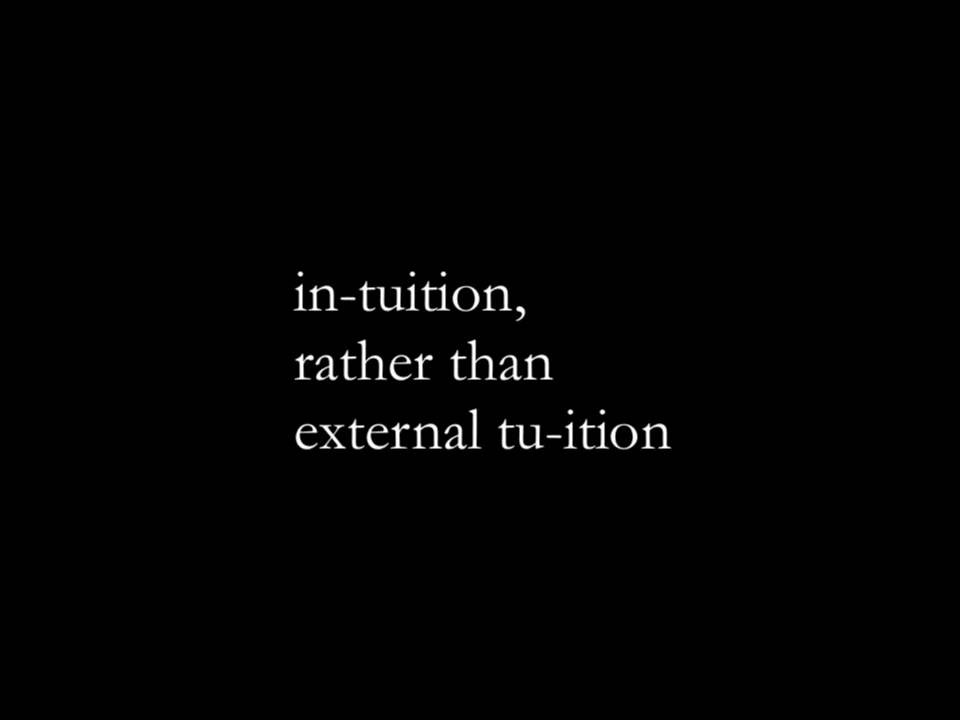 in-tuition,
rather than
external tu-ition